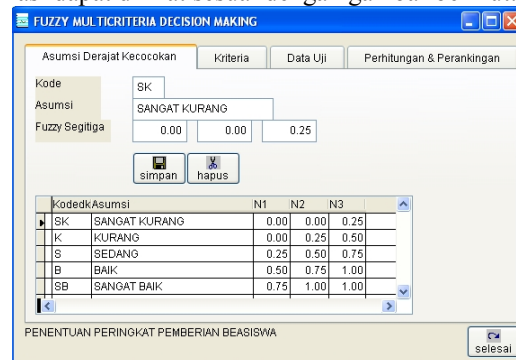 FUZZY MULTICRITERIA DECISION MAKING
Asumsi Derajat Kecocokan Kriteria Data Uji Perhitungan & Perankingan
Kode SK
Asumsi SANGAT KURANG
Fuzzy Segitiga 0.00 0.00 0.25
simpan hapus
Kodedk Asumsi N1 N2 N3
SK SANGAT KURANG 0.00 0.00 0.25
K KURANG 0.00 0.25 0.50
S SEDANG 0.25 0.50 0.75
B BAIK 0.50 0.75 1.00
SB SANGAT BAIK 0.75 1.00 1.00
PENENTUAN PERINGKAT PEMBERIAN BEASISWA
selesai